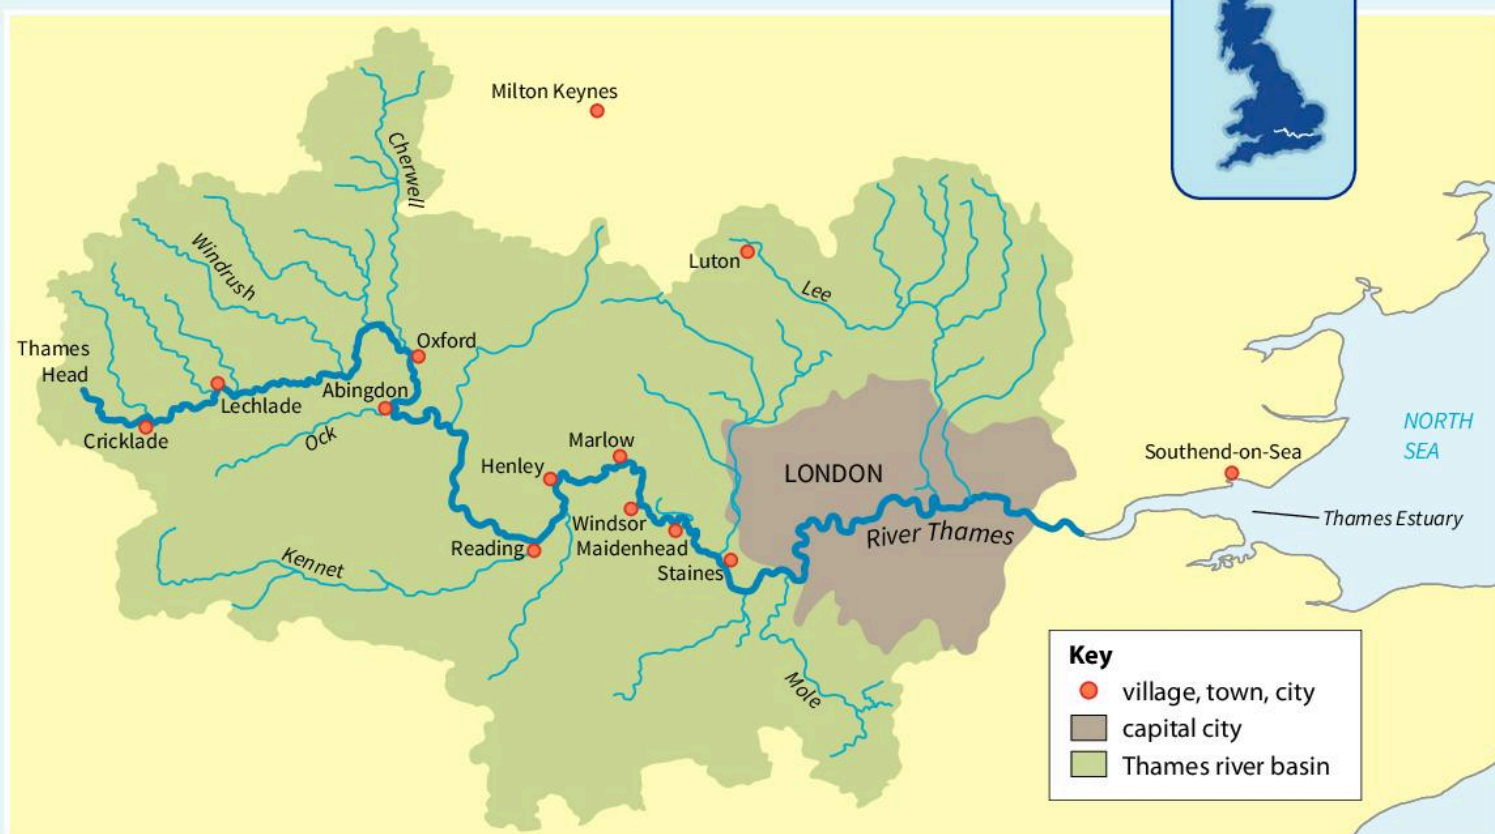 Milton Keynes
Cherwell
Windrush
Luton
Lee
Thames
Head
Oxford
Abingdon
Lechlade
Cricklade
Ock
Marlow
Henley
LONDON
Windsor
Reading
Maidenhead
Staines
Kennet
River Thames
Mole
Southend-on-Sea
NORTH
SEA
Thames Estuary
Key
village, town, city
capital city
Thames river basin